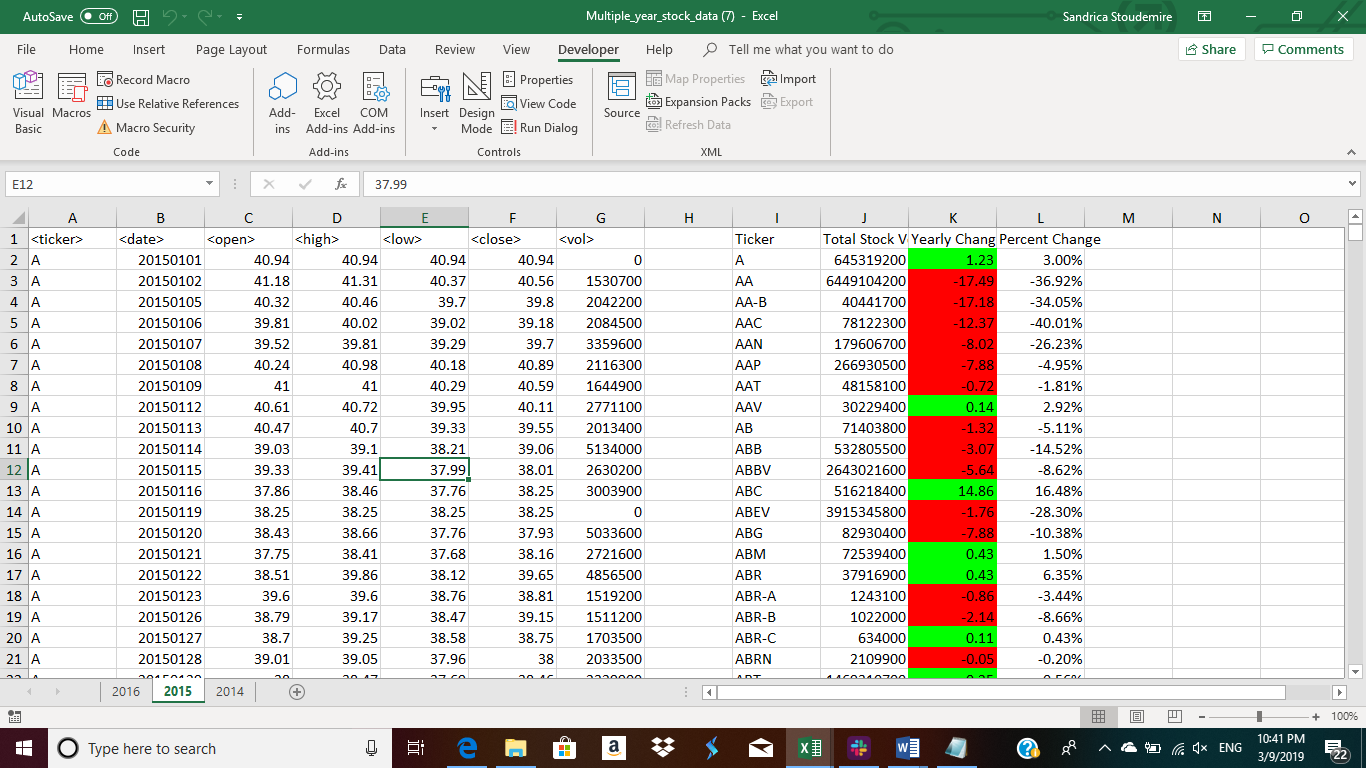 AutoSave Off Multiple_year_stock_data (7) - Excel Sandrica Stoudemire
File Home Insert Page Layout Formulas Data Review View Developer Help Tell me what you want to do Share Comments
Visual Basic Macros Record Macro Use Relative References Macro Security
Add-ins Excel Add-ins COM Add-ins
Insert Design Mode Properties View Code Run Dialog
Source Map Properties Expansion Packs Refresh Data Import Export
Code Add-ins Controls XML
E12 fx 37.99
A B C D E F G H I J K L M N O
1 <ticker> <date> <open> <high> <low> <close> <vol> Ticker Total Stock V Yearly Chang Percent Change
2 A 20150101 40.94 40.94 40.94 40.94 0 A 645319200 1.23 3.00%
3 A 20150102 41.18 41.31 40.37 40.56 1530700 AA 6449104200 -17.49 -36.92%
4 A 20150105 40.32 40.46 39.7 39.8 2042200 AA-B 40441700 -17.18 -34.05%
5 A 20150106 39.81 40.02 39.02 39.18 2084500 AAC 78122300 -12.37 -40.01%
6 A 20150107 39.52 39.81 39.29 39.7 3359600 AAN 179606700 -8.02 -26.23%
7 A 20150108 40.24 40.98 40.18 40.89 2116300 AAP 266930500 -7.88 -4.95%
8 A 20150109 41 41 40.29 40.59 1644900 AAT 48158100 -0.72 -1.81%
9 A 20150112 40.61 40.72 39.95 40.11 2771100 AAV 30229400 0.14 2.92%
10 A 20150113 40.47 40.7 39.33 39.55 2013400 AB 71403800 -1.32 -5.11%
11 A 20150114 39.03 39.1 38.21 39.06 5134000 ABB 532805500 -3.07 -14.52%
12 A 20150115 39.33 39.41 37.99 38.01 2630200 ABBV 2643021600 -5.64 -8.62%
13 A 20150116 37.86 38.46 37.76 38.25 3003900 ABC 516218400 14.86 16.48%
14 A 20150119 38.25 38.25 38.25 38.25 0 ABEV 3915345800 -1.76 -28.30%
15 A 20150120 38.43 38.66 37.76 37.93 5033600 ABG 82930400 -7.88 -10.38%
16 A 20150121 37.75 38.41 37.68 38.16 2721600 ABM 72539400 0.43 1.50%
17 A 20150122 38.51 39.86 38.12 39.65 4856500 ABR 37916900 0.43 6.35%
18 A 20150123 39.6 39.6 38.76 38.81 1519200 ABR-A 1243100 -0.86 -3.44%
19 A 20150126 38.79 39.17 38.47 39.15 1511200 ABR-B 1022000 -2.14 -8.66%
20 A 20150127 38.7 39.25 38.58 38.75 1703500 ABR-C 634000 0.11 0.43%
21 A 20150128 39.01 39.05 37.96 38 2033500 ABRN 2109900 -0.05 -0.20%
2016 2015 2014
100%
Type here to search a ENG 10:41 PM
3/9/2019 22